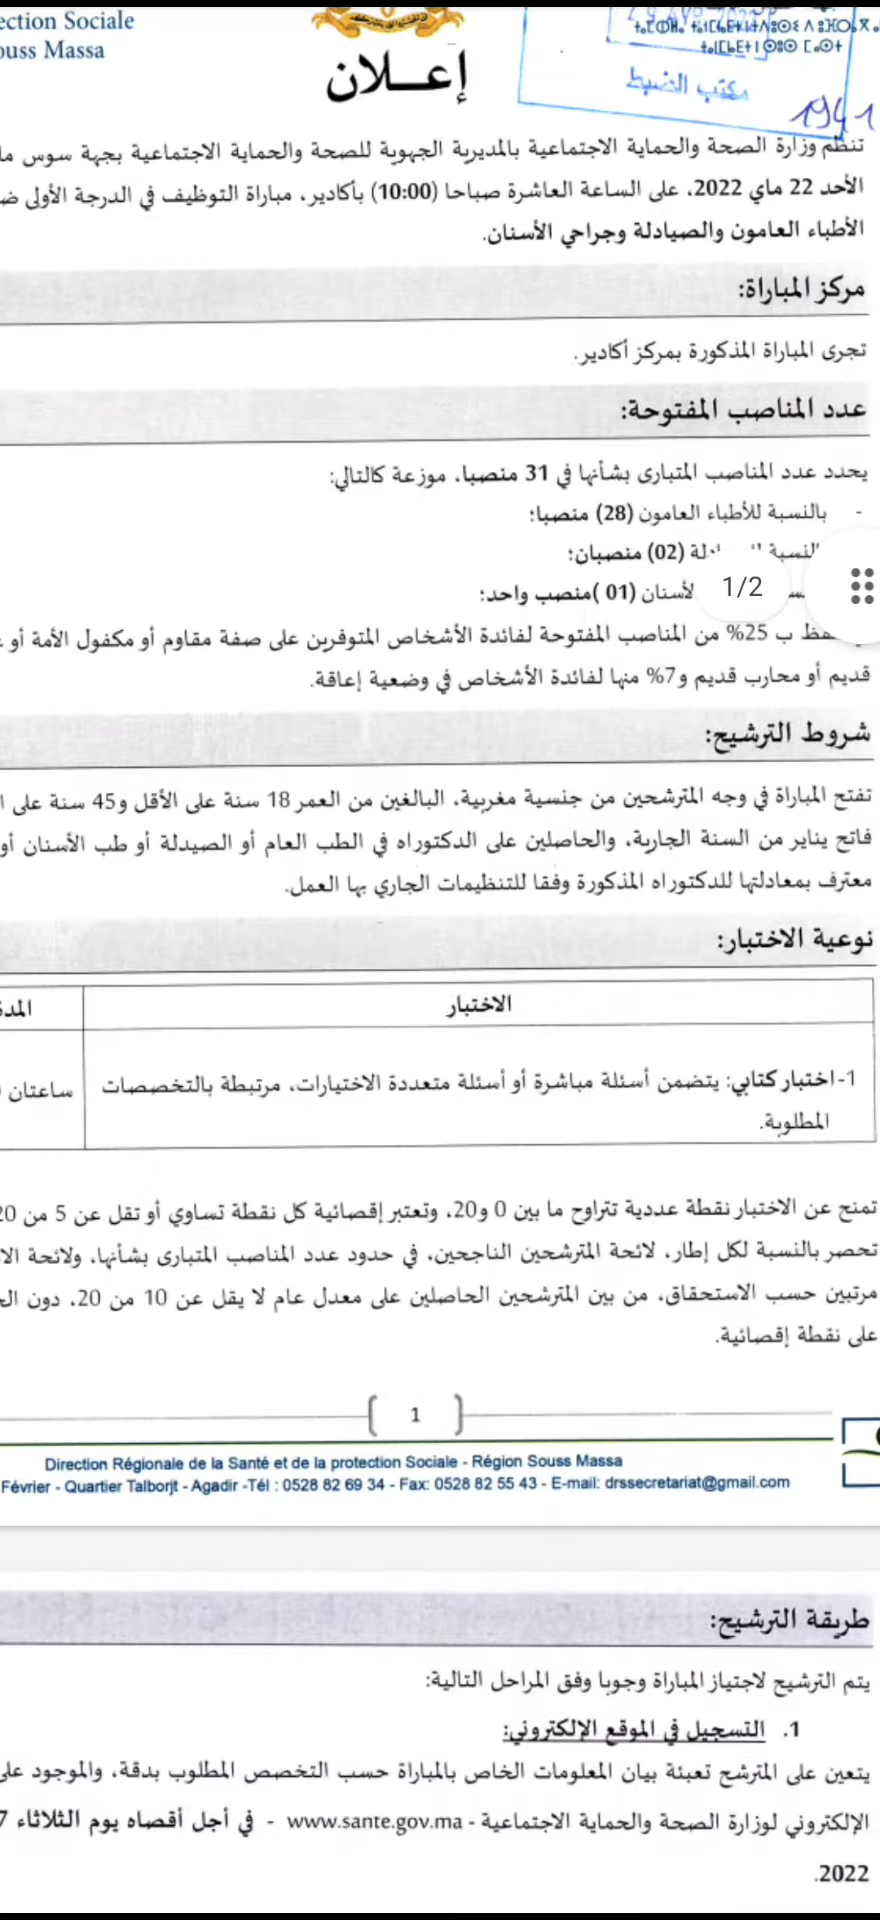 ection Sociale
ouss Massa
إعـلان
مكتب الضبط
1941
تنظم وزارة الصحة والحماية الاجتماعية بالمديرية الجهوية للصحة والحماية الاجتماعية بجهة سوس ما
الأحد 22 ماي 2022، على الساعة العاشرة صباحا (10:00) بأكادير، مباراة التوظيف في الدرجة الأولى ض
الأطباء العامون والصيادلة وجراحي الأسنان.
مركز المباراة:
تجرى المباراة المذكورة بمركز أكادير.
عدد المناصب المفتوحة:
يحدد عدد المناصب المتبارى بشأنها في 31 منصبا، موزعة كالتالي:
- بالنسبة للأطباء العامون (28) منصبا؛
(02) منصبان:
لأسنان (01 )منصب واحد؛
1/2
ب 25% من المناصب المفتوحة لفائدة الأشخاص المتوفرين على صفة مقاوم أو مكفول الأمة أو
قديم أو محارب قديم و7% منها لفائدة الأشخاص في وضعية إعاقة.
شروط الترشيح:
تفتح المباراة في وجه المترشحين من جنسية مغربية، البالغين من العمر 18 سنة على الأقل و45 سنة على ا
فاتح يناير من السنة الجارية، والحاصلين على الدكتوراه في الطب العام أو الصيدلة أو طب الأسنان أو
معترف بمعادلتها للدكتوراه المذكورة وفقا للتنظيمات الجاري بها العمل.
نوعية الاختبار:
الاختبار
المدة
1-اختبار كتابي: يتضمن أسئلة مباشرة أو أسئلة متعددة الاختيارات، مرتبطة بالتخصصات
ساعتان
المطلوبة.
تمنح عن الاختبار نقطة عددية تتراوح ما بين 0 و20، وتعتبر إقصائية كل نقطة تساوي أو تقل عن 5 من 20
تحصر بالنسبة لكل إطار، لائحة المترشحين الناجحين، في حدود عدد المناصب المتبارى بشأنها، ولائحة الا
مرتبين حسب الاستحقاق، من بين المترشحين الحاصلين على معدل عام لا يقل عن 10 من 20، دون الح
على نقطة إقصائية.
1
Direction Régionale de la Santé et de la protection Sociale - Région Souss Massa
Février - Quartier Talborjt - Agadir -Tél : 0528 82 69 34 - Fax: 0528 82 55 43 - E-mail: drssecretariat@gmail.com
طريقة الترشيح:
يتم الترشيح لاجتياز المباراة وجوبا وفق المراحل التالية:
1. التسجيل في الموقع الإلكتروني:
يتعين على المترشح تعبئة بيان المعلومات الخاص بالمباراة حسب التخصص المطلوب بدقة، والموجود عل
الإلكتروني لوزارة الصحة والحماية الاجتماعية - www.sante.gov.ma - في أجل أقصاه يوم الثلاثاء 7
2022.